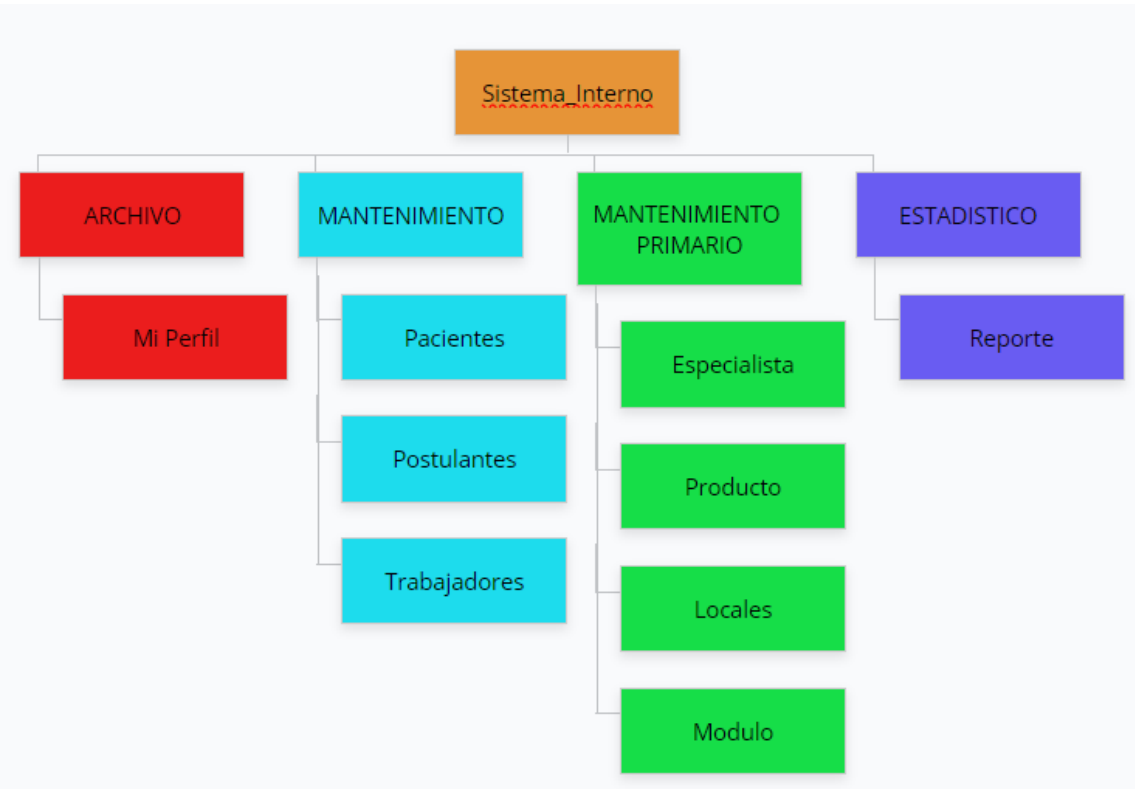 Sistema_Interno
ARCHIVO
Mi Perfil
MANTENIMIENTO
Pacientes
Postulantes
Trabajadores
MANTENIMIENTO
PRIMARIO
Especialista
Producto
Locales
Modulo
ESTADISTICO
Reporte